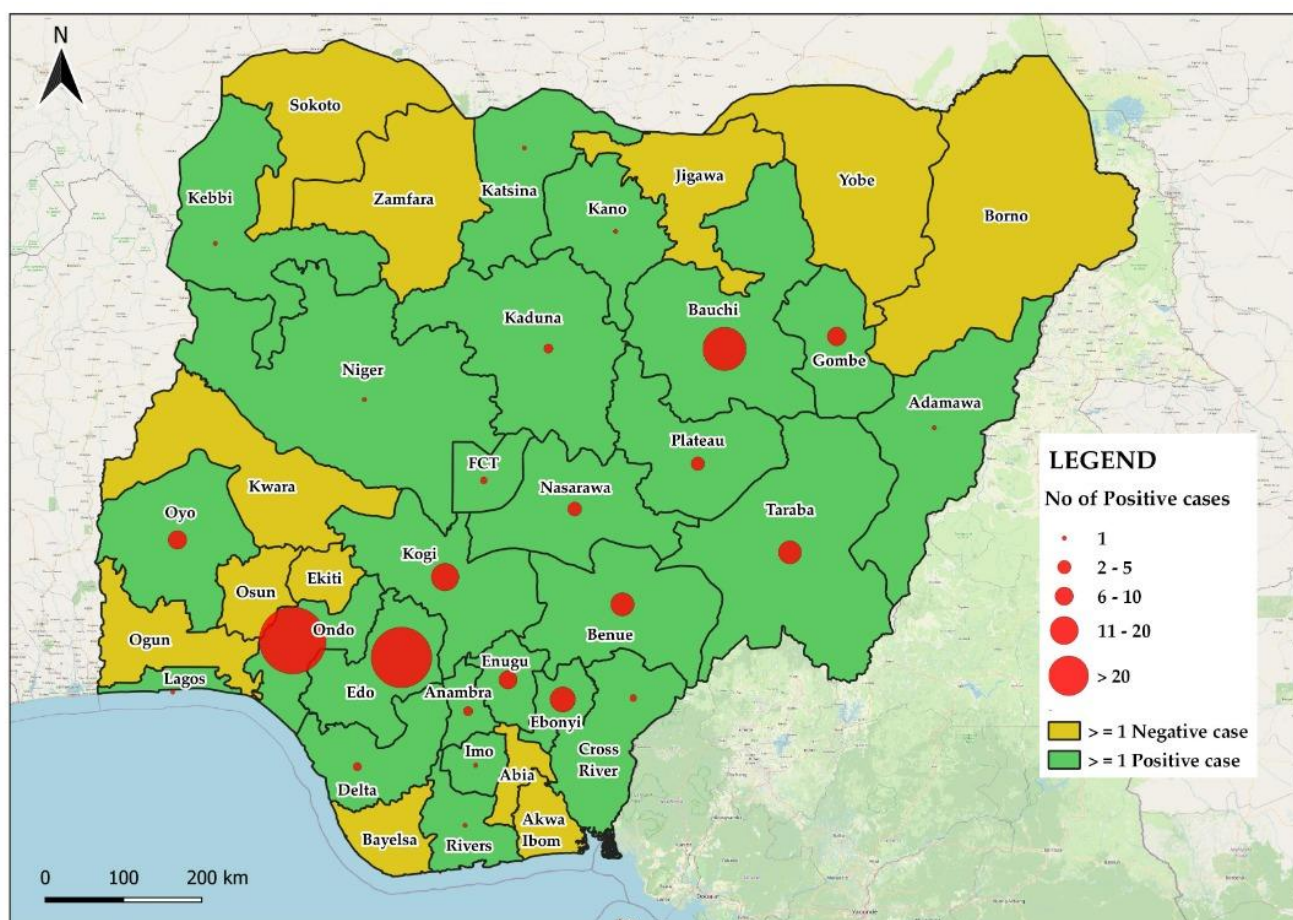 N
Sokoto
Kebbi
Zamfara
Katsina
Kano
Jigawa
Yobe
Borno
Kaduna
Bauchi
Gombe
Niger
Adamawa
Plateau
FCT
Nasarawa
Taraba
Kwara
Oyo
Kogi
Osun
Ekiti
Ogun
Ondo
Benue
Lagos
Edo
Enugu
Anambra
Ebonyi
Imo
Cross
River
Abia
Delta
Akwa
Ibom
Bayelsa
Rivers
LEGEND
No of Positive cases
1
2 - 5
6 - 10
11 - 20
> 20
> = 1 Negative case
> = 1 Positive case
0 100 200 km